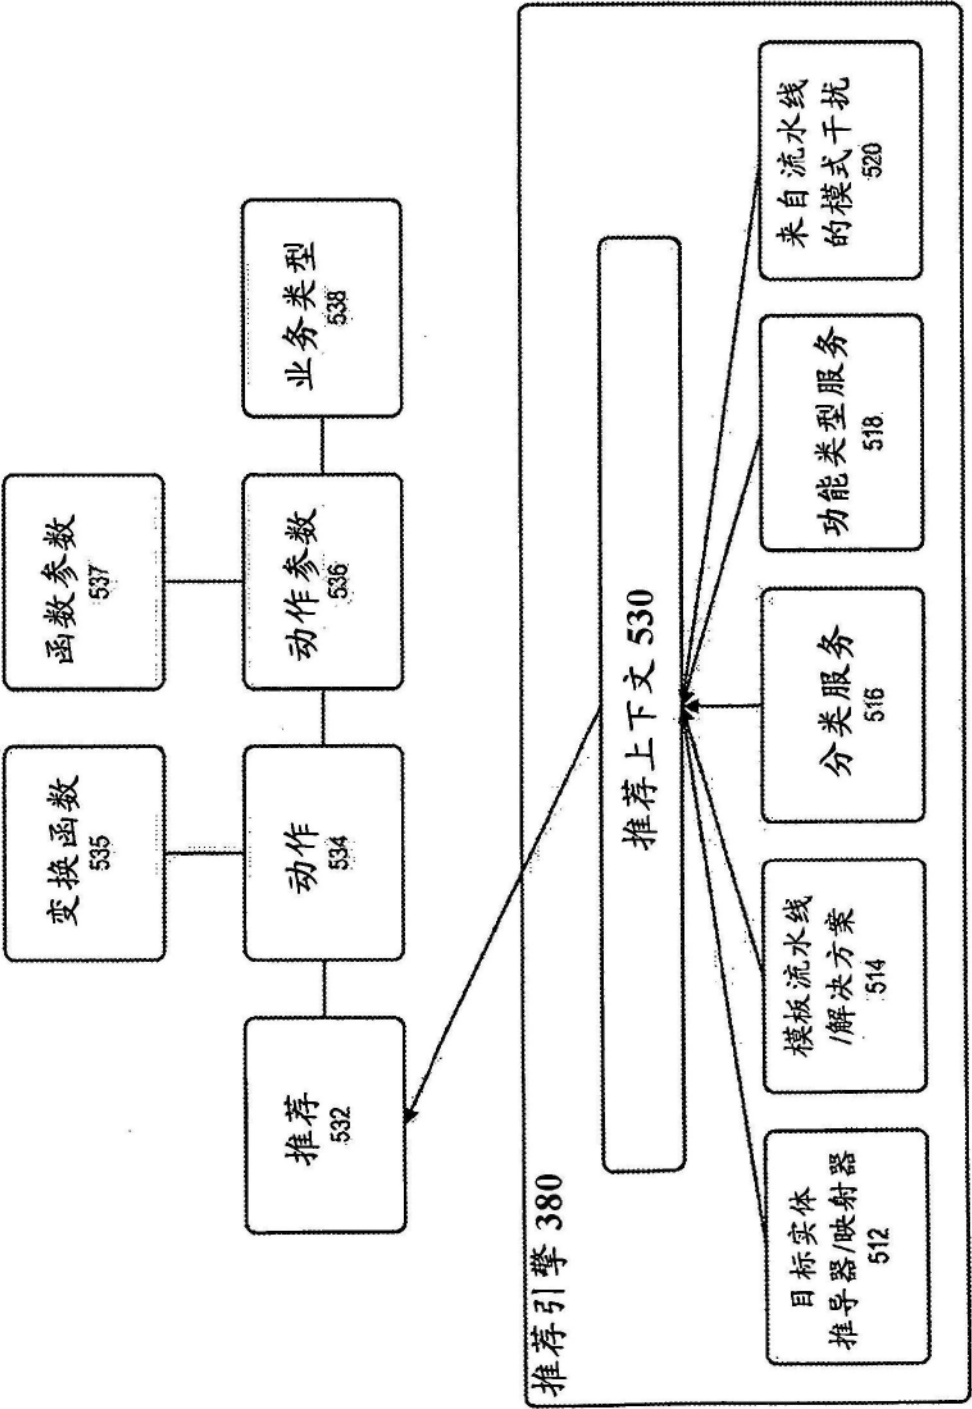 变换函数
535
函数参数
537
推荐
532
动作
534
动作参数
536
业务类型
538
推荐引擎 380
推荐上下文 530
目标实体
推导器/映射器
512
模板流水线
/解决方案
514
分类服务
516
功能类型服务
518
来自流水线
的模式干扰
520